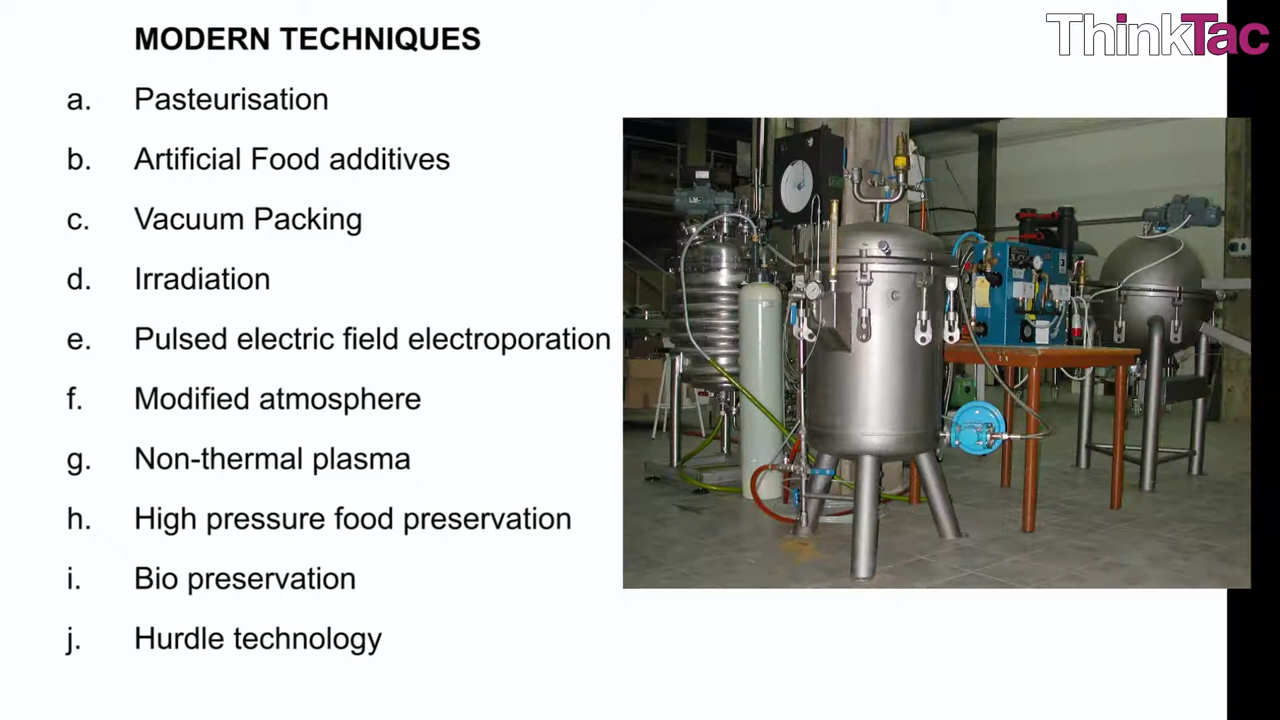 MODERN TECHNIQUES
ThinkTac
a. Pasteurisation
b. Artificial Food additives
c. Vacuum Packing
d. Irradiation
e. Pulsed electric field electroporation
f. Modified atmosphere
g. Non-thermal plasma
h. High pressure food preservation
i. Bio preservation
j. Hurdle technology